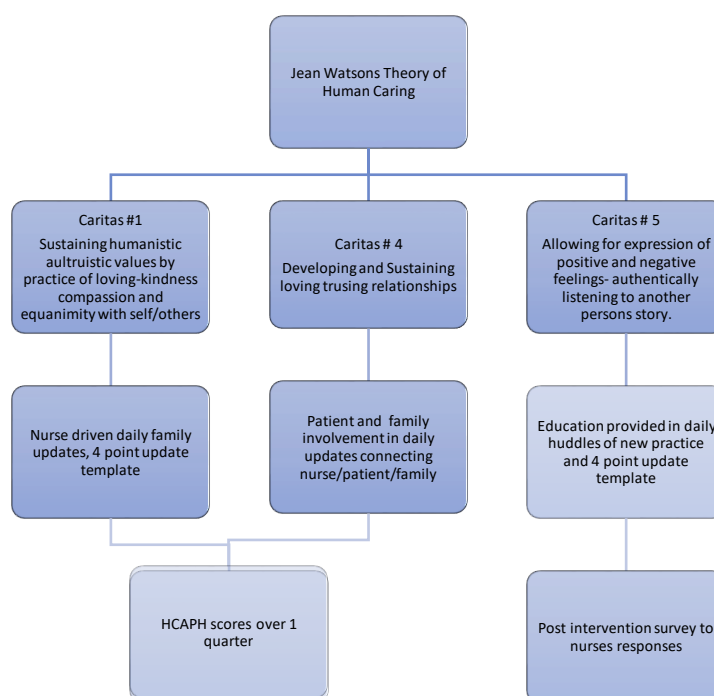 Jean Watsons Theory of
Human Caring
Caritas #1
Sustaining humanistic
aultruistic values by
practice of loving-kindness
compassion and
equanimity with self/others
Caritas # 4
Developing and Sustaining
loving trusing relationships
Caritas # 5
Allowing for expression of
positive and negative
feelings- authentically
listening to another
persons story.
Nurse driven daily family
updates, 4 point update
template
Patient and family
involvement in daily
updates connecting
nurse/patient/family
Education provided in daily
huddles of new practice
and 4 point update
template
HCAPH scores over 1
quarter
Post intervention survey to
nurses responses